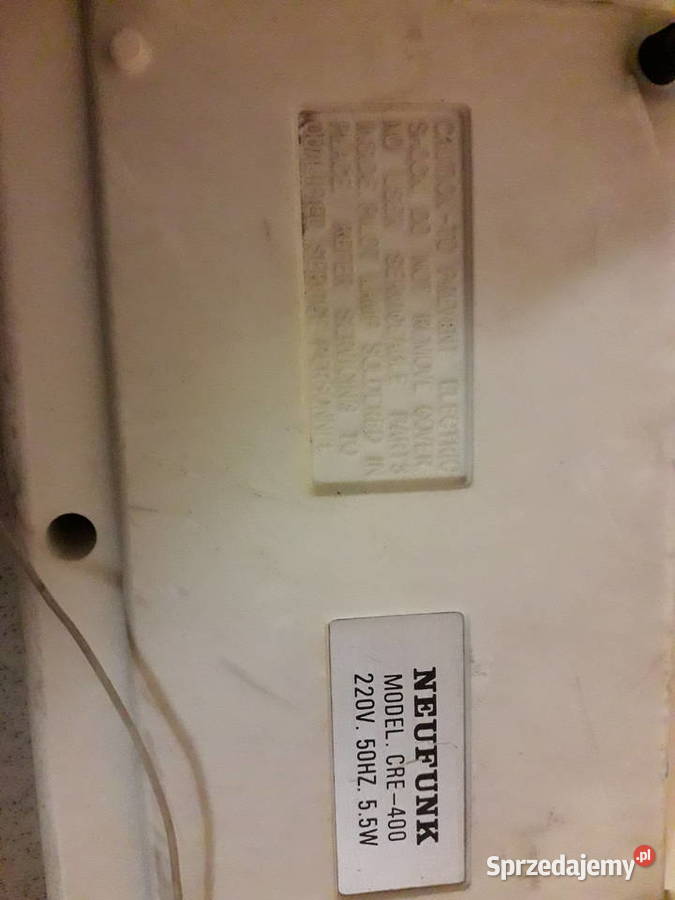 CAUTION-TO PREVENT ELECTRIC
SHOCK DO NOT REMOVE COVER
NO USER SERVICEABLE PARTS
INSIDE PILOT LAMP SOLDERED IN
PLACE REFER SERVICING TO
QUALIFIED SERVICE PERSONNEL
NEUFUNK
MODEL. CRE-400
220V. 50HZ. 5.5W
Sprzedajemy.pl